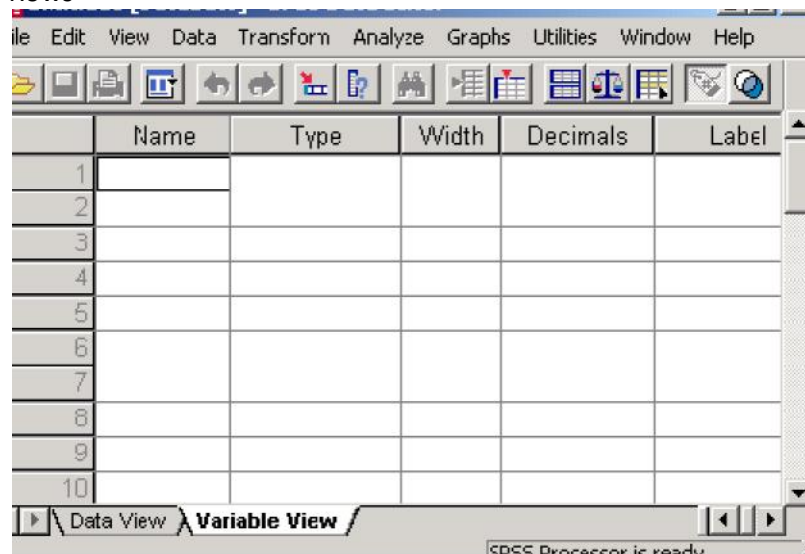 ile Edit View Data Transform Analyze Graphs Utilities Window Help
Name Type Width Decimals Label
1
2
3
4
5
6
7
8
9
10
Data View Variable View
SPSS Processor is ready